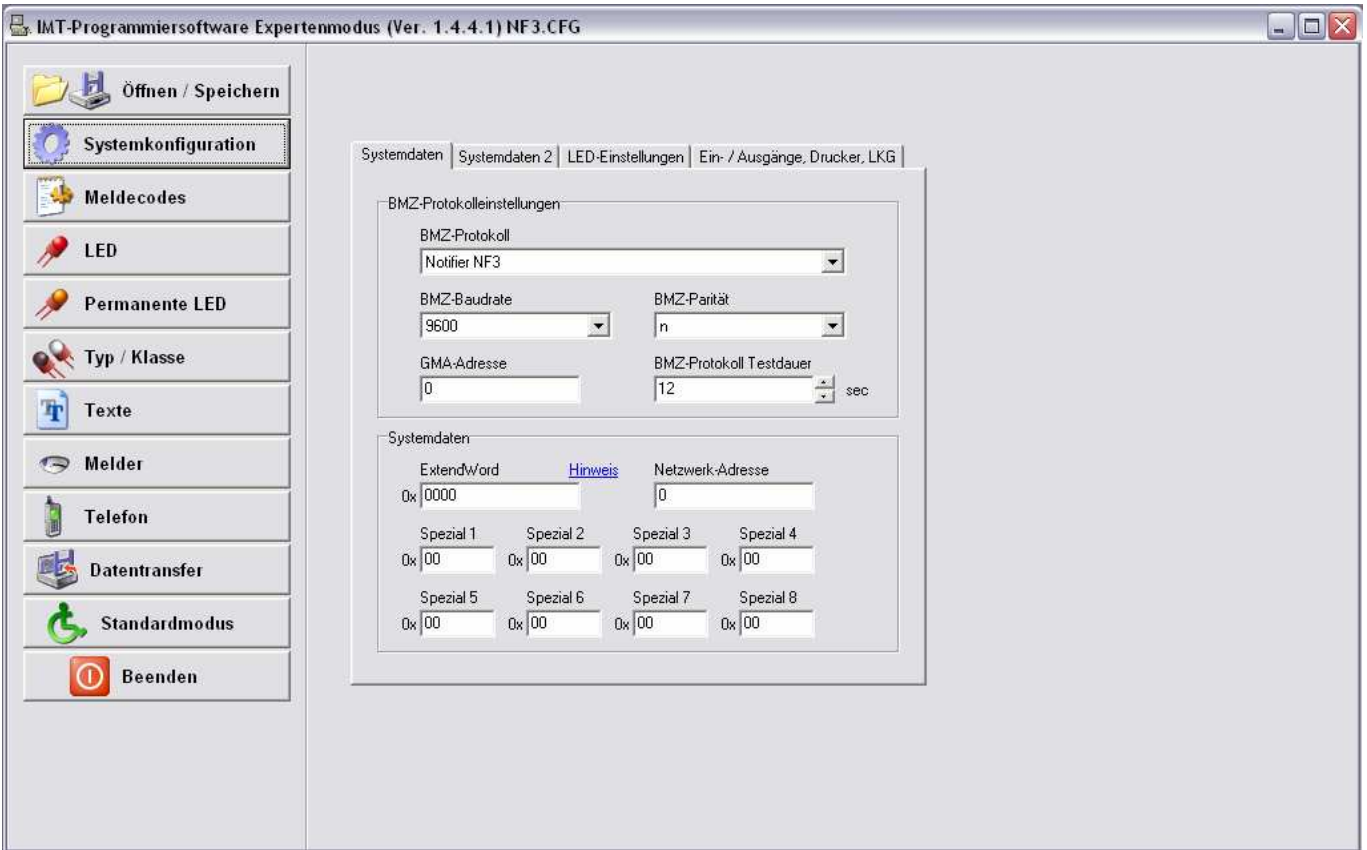 IMT-Programmiersoftware Expertenmodus (Ver. 1.4.4.1) NF3.CFG
Öffnen / Speichern
Systemkonfiguration
Meldecodes
LED
Permanente LED
Typ / Klasse
Texte
Melder
Telefon
Datentransfer
Standardmodus
Beenden
Systemdaten Systemdaten 2 LED-Einstellungen Ein- / Ausgänge, Drucker, LKG
BMZ-Protokolleinstellungen
BMZ-Protokoll
Notifier NF3
BMZ-Baudrate BMZ-Parität
9600 n
GMA-Adresse BMZ-Protokoll Testdauer
0 12 sec
Systemdaten
ExtendWord Hinweis Netzwerk-Adresse
0x 0000 0
Spezial 1 Spezial 2 Spezial 3 Spezial 4
0x 00 0x 00 0x 00 0x 00
Spezial 5 Spezial 6 Spezial 7 Spezial 8
0x 00 0x 00 0x 00 0x 00